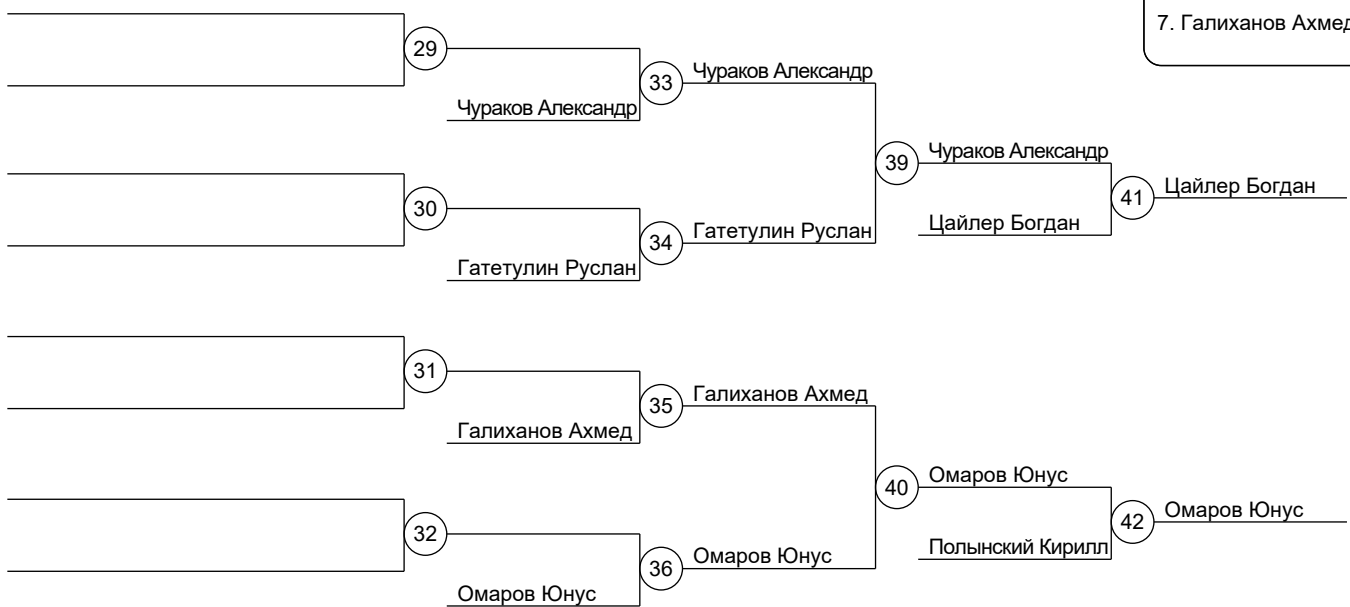 7. Галиханов Ахмед
29
33
Чураков Александр
Чураков Александр
39
Чураков Александр
41
Цайлер Богдан
30
34
Гатетулин Руслан
Цайлер Богдан
Гатетулин Руслан
31
35
Галиханов Ахмед
Галиханов Ахмед
40
Омаров Юнус
42
Омаров Юнус
32
36
Омаров Юнус
Полынский Кирилл
Омаров Юнус